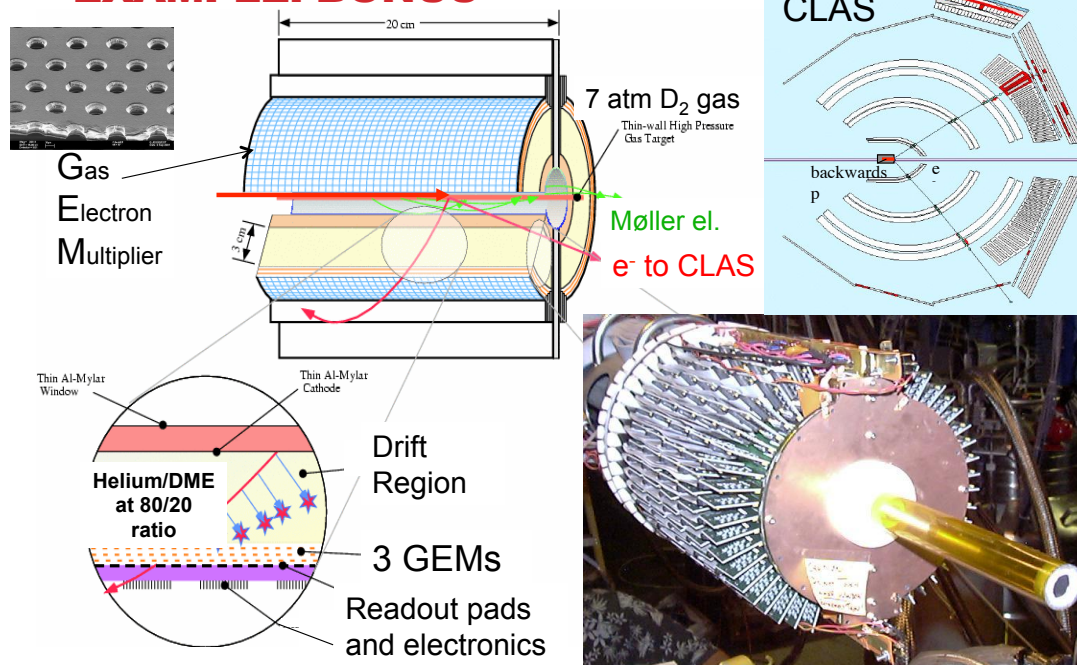 EXAMPLE: BONUS
20 cm
CLAS
7 atm D₂ gas
Thin-wall High Pressure
Gas Target
Gas
Electron
Multiplier
3 cm
Møller el.
e⁻ to CLAS
backwards
p
e
-
Thin Al-Mylar
Window
Thin Al-Mylar
Cathode
Helium/DME
at 80/20
ratio
Drift
Region
3 GEMs
Readout pads
and electronics